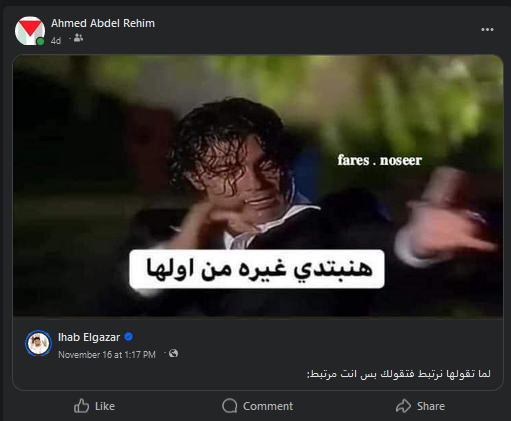 Ahmed Abdel Rehim
4d
fares . noseer
هنبتدي غيره من اولها
Ihab Elgazar
November 16 at 1:17 PM
لما تقولها نرتبط فتقولك بس انت مرتبط:
Like
Comment
Share